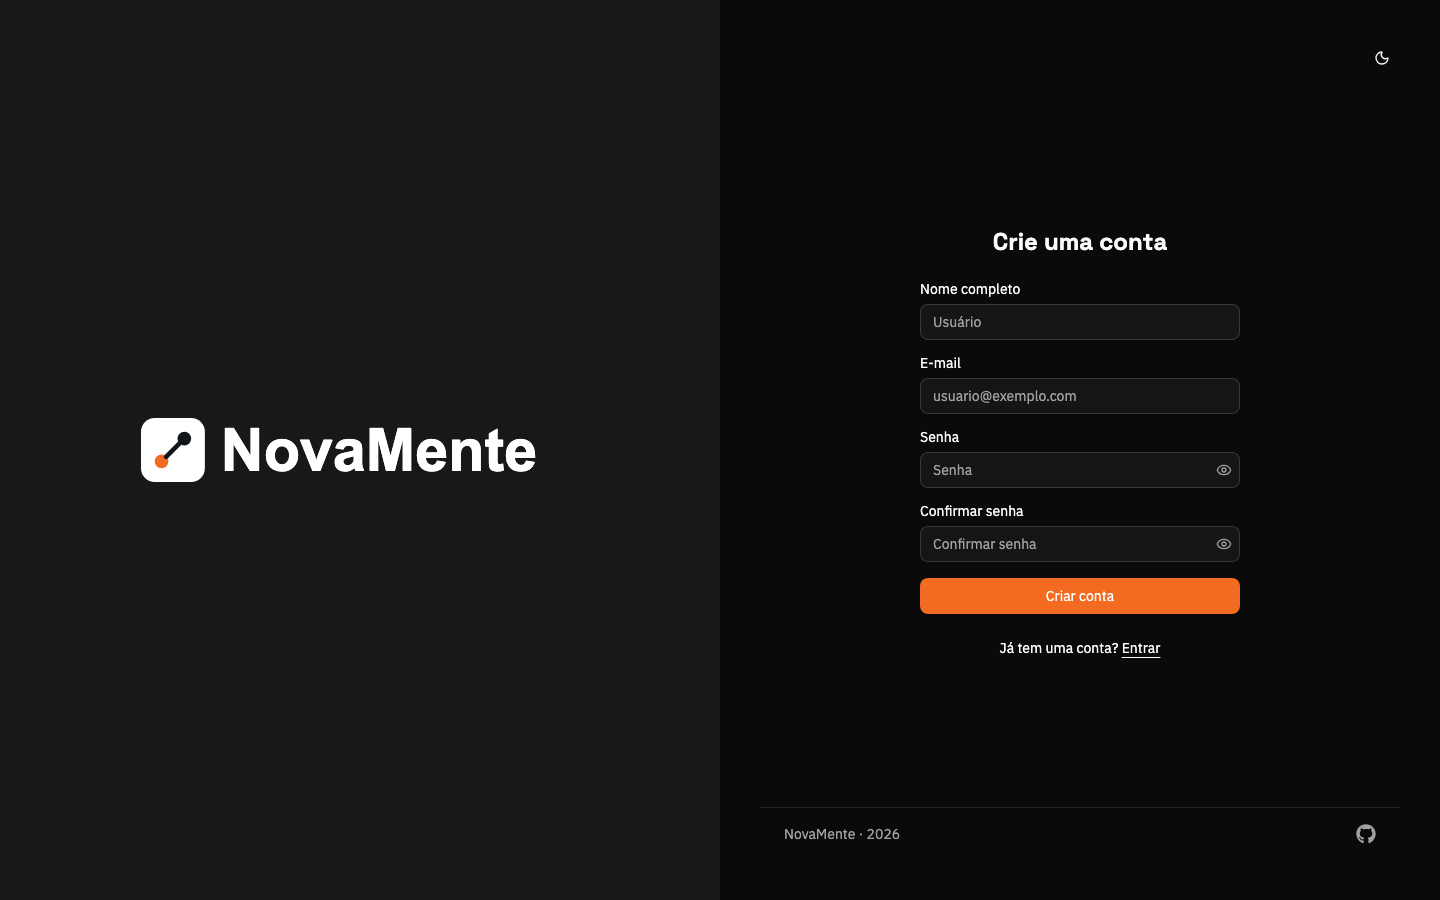 NovaMente
Crie uma conta
Nome completo
Usuário
E-mail
usuario@exemplo.com
Senha
Senha
Confirmar senha
Confirmar senha
Criar conta
Já tem uma conta? Entrar
NovaMente · 2026